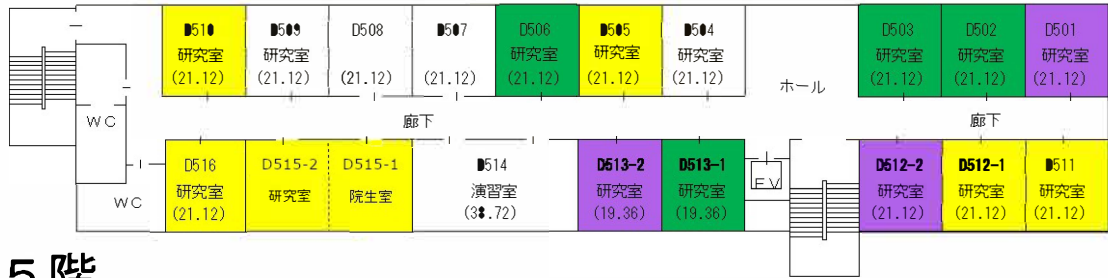 D510
研究室
(21.12)
D509
研究室
(21.12)
D508
(21.12)
D507
(21.12)
D506
研究室
(21.12)
D505
研究室
(21.12)
D504
研究室
(21.12)
ホール
D503
研究室
(21.12)
D502
研究室
(21.12)
D501
研究室
(21.12)
WC
廊下
廊下
WC
D516
研究室
(21.12)
D515-2
研究室
D515-1
院生室
D514
演習室
(38.72)
D513-2
研究室
(19.36)
D513-1
研究室
(19.36)
EV
D512-2
研究室
(21.12)
D512-1
研究室
(21.12)
D511
研究室
(21.12)
5階